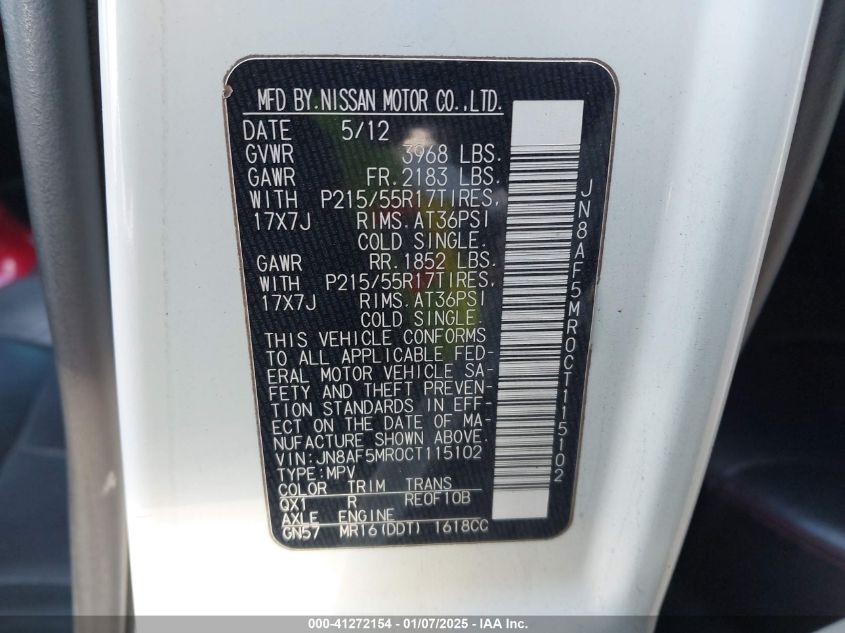 MFD BY.NISSAN MOTOR CO.,LTD.
DATE 5/12
GVWR 3968 LBS.
GAWR FR.2183 LBS.
WITH P215/55R17TIRES,
17X7J RIMS.AT36PSI
COLD SINGLE.
GAWR RR.1852 LBS.
WITH P215/55R17TIRES,
17X7J RIMS.AT36PSI
COLD SINGLE.
THIS VEHICLE CONFORMS
TO ALL APPLICABLE FED-
ERAL MOTOR VEHICLE SA-
FETY AND THEFT PREVEN-
TION STANDARDS IN EFF-
ECT ON THE DATE OF MA-
NUFACTURE SHOWN ABOVE.
VIN:JN8AF5MR0CT115102
TYPE:MPV
COLOR TRIM TRANS
QX1 R RE0F10B
AXLE ENGINE
GN57 MR16(DDT) 1618CC
JN8AF5MR0CT115102
000-41272154 - 01/07/2025 - IAA Inc.